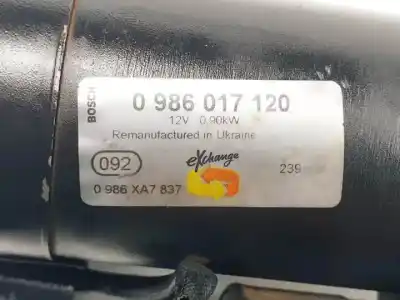 BOSCH
0 986 017 120
12V 0,90kW
Remanufactured in Ukraine
092
eXchange
239
0 986 XA7 837